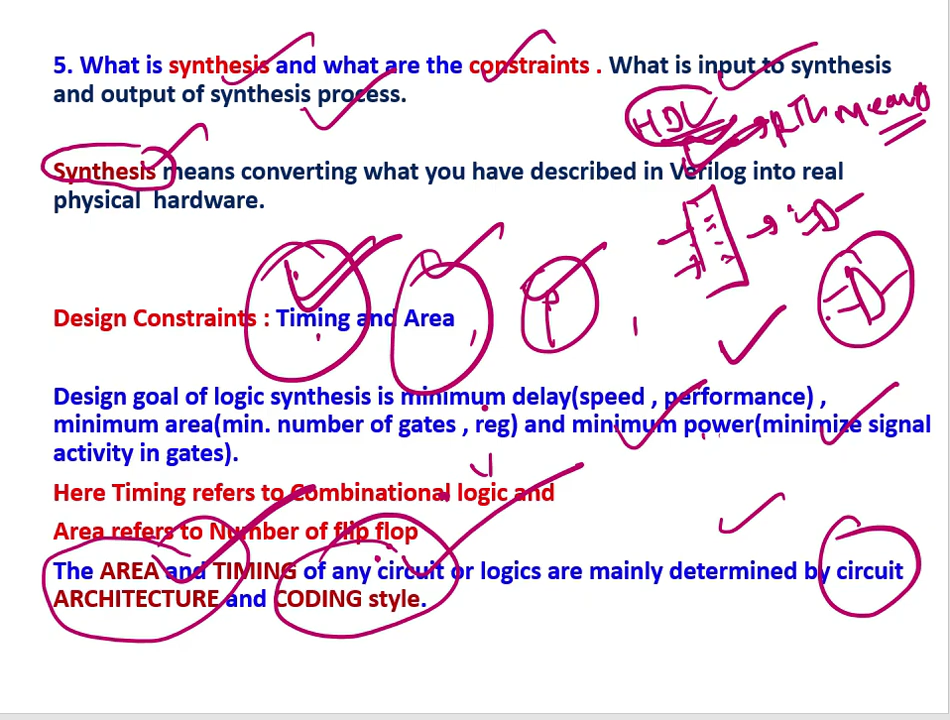 5. What is synthesis and what are the constraints . What is input to synthesis
and output of synthesis process.
HDL
Synthesis means converting what you have described in Verilog into real
physical hardware.
P
Design Constraints : Timing and Area
Design goal of logic synthesis is minimum delay(speed , performance) ,
minimum area(min. number of gates , reg) and minimum power(minimize signal
activity in gates).
Here Timing refers to Combinational logic and
Area refers to Number of flip flop
The AREA and TIMING of any circuit or logics are mainly determined by circuit
ARCHITECTURE and CODING style.